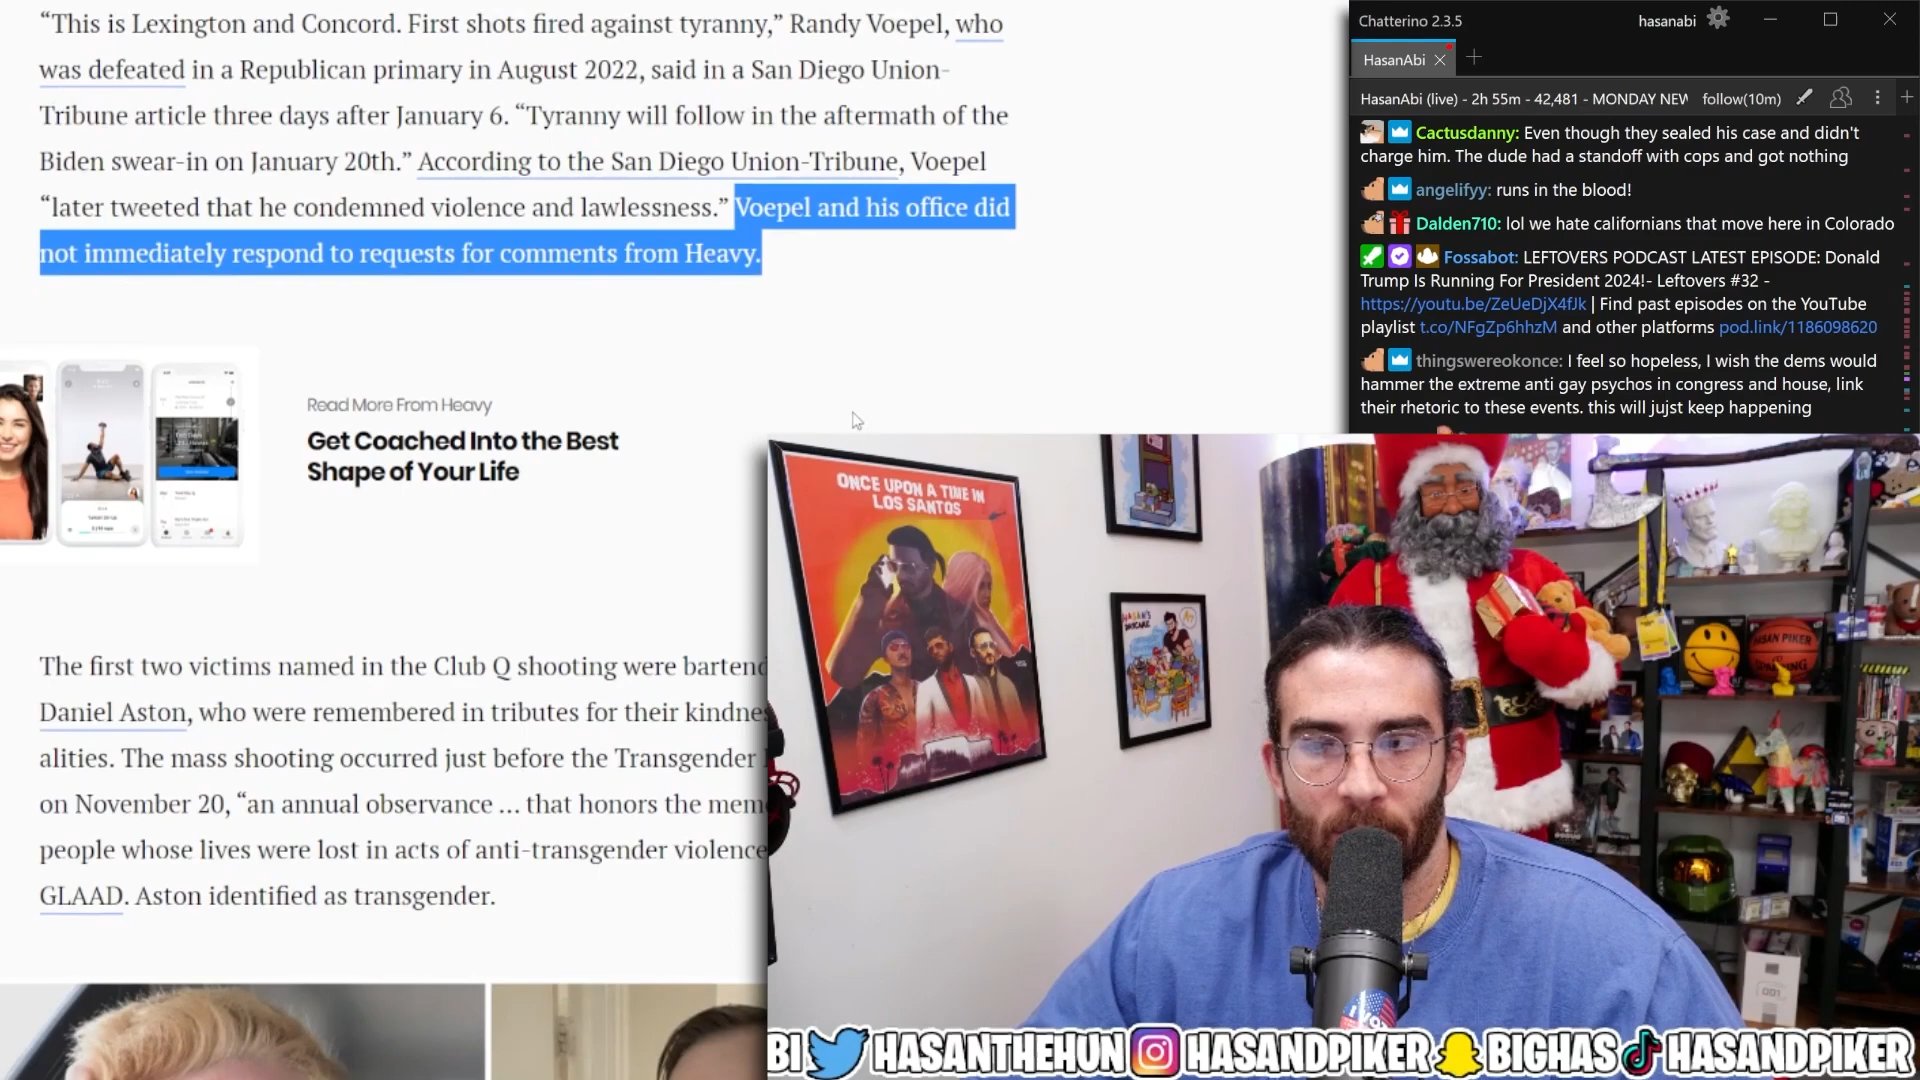 “This is Lexington and Concord. First shots fired against tyranny,” Randy Voepel, who
was defeated in a Republican primary in August 2022, said in a San Diego Union-
Tribune article three days after January 6. “Tyranny will follow in the aftermath of the
Biden swear-in on January 20th.” According to the San Diego Union-Tribune, Voepel
“later tweeted that he condemned violence and lawlessness.” Voepel and his office did
not immediately respond to requests for comments from Heavy.
Read More From Heavy
Get Coached Into the Best
Shape of Your Life
The first two victims named in the Club Q shooting were bartend
Daniel Aston, who were remembered in tributes for their kindnes
alities. The mass shooting occurred just before the Transgender
on November 20, “an annual observance … that honors the mem
people whose lives were lost in acts of anti-transgender violence
GLAAD. Aston identified as transgender.
Chatterino 2.3.5
hasanabi
HasanAbi
HasanAbi (live) - 2h 55m - 42,481 - MONDAY NEW
follow(10m)
Cactusdanny: Even though they sealed his case and didn't
charge him. The dude had a standoff with cops and got nothing
angelifyy: runs in the blood!
Dalden710: lol we hate californians that move here in Colorado
Fossabot: LEFTOVERS PODCAST LATEST EPISODE: Donald
Trump Is Running For President 2024!- Leftovers #32 -
https://youtu.be/ZeUeDjX4fJk | Find past episodes on the YouTube
playlist t.co/NFgZp6hhzM and other platforms pod.link/1186098620
thingswereokonce: I feel so hopeless, I wish the dems would
hammer the extreme anti gay psychos in congress and house, link
their rhetoric to these events. this will jujst keep happening
ONCE UPON A TIME IN
LOS SANTOS
HASAN PIKER
SPALDING
001
BI HASANTHEHUN HASANDPIKER BIGHAS HASANDPIKER